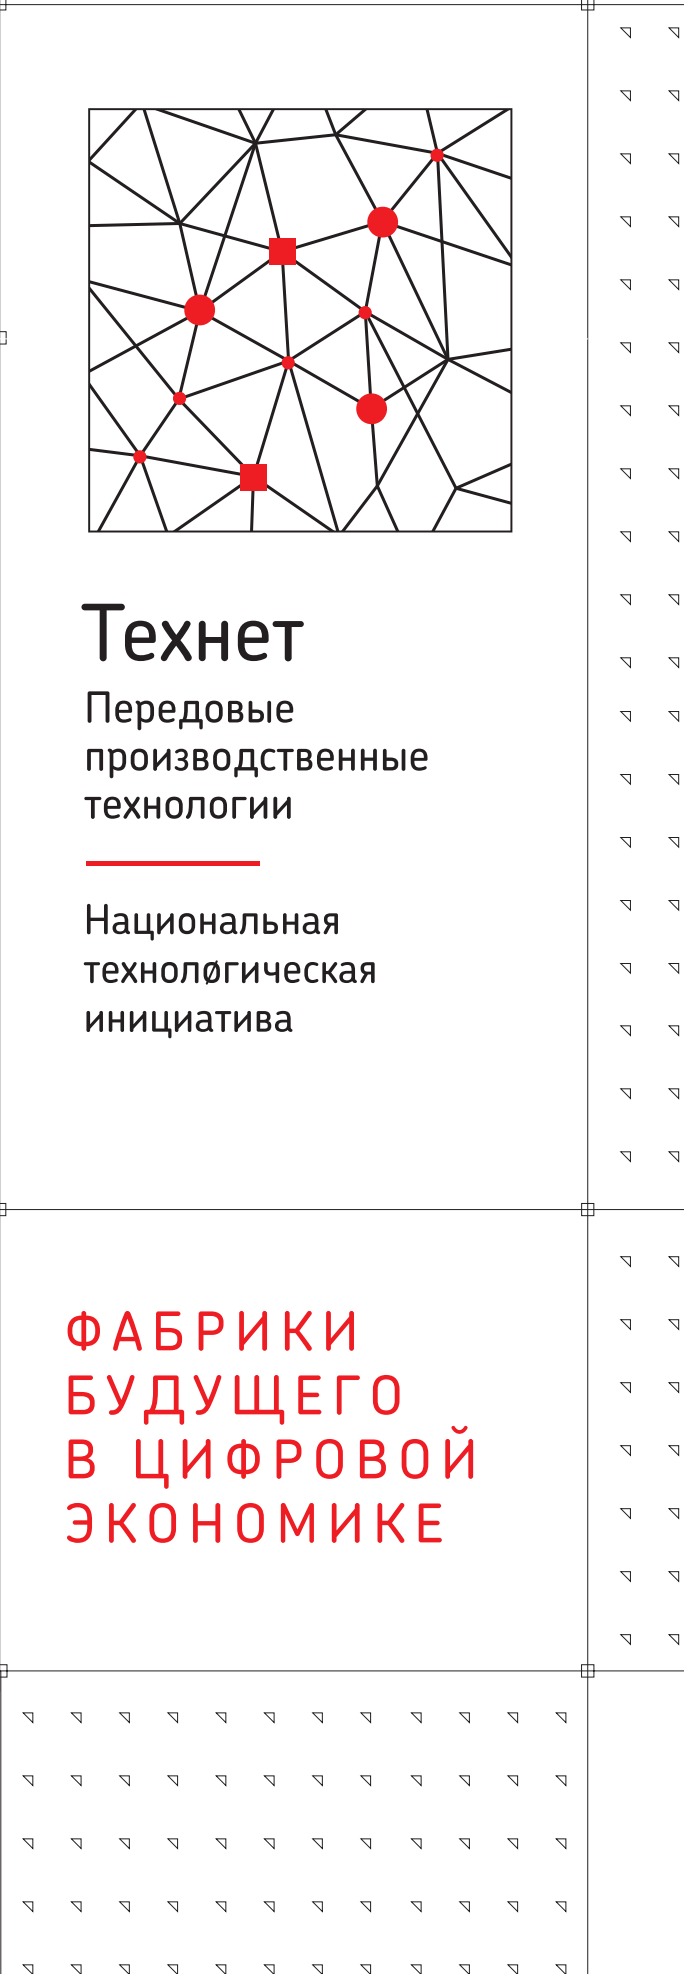 Технет
Передовые
производственные
технологии
Национальная
технолøгическая
инициатива
ФАБРИКИ
БУДУЩЕГО
В ЦИФРОВОЙ
ЭКОНОМИКЕ